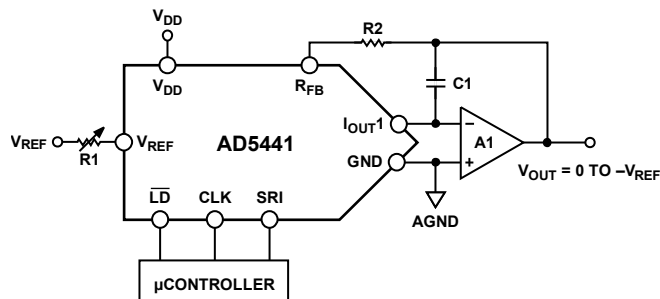 VDD
R2
VDD
RFB
C1
VREF
R1
VREF
AD5441
IOUT1
A1
GND
VOUT = 0 TO –VREF
AGND
LD
CLK
SRI
µCONTROLLER